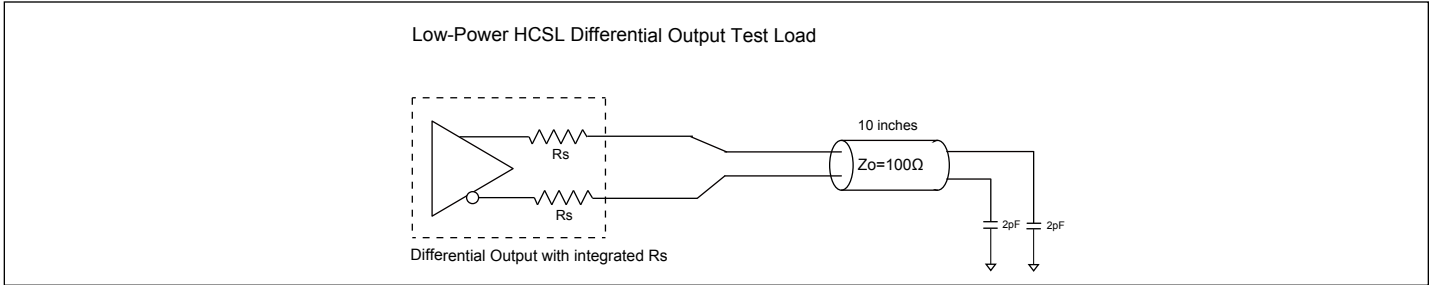 Low-Power HCSL Differential Output Test Load
10 inches
Rs
Zo=100Ω
Rs
2pF
2pF
Differential Output with integrated Rs